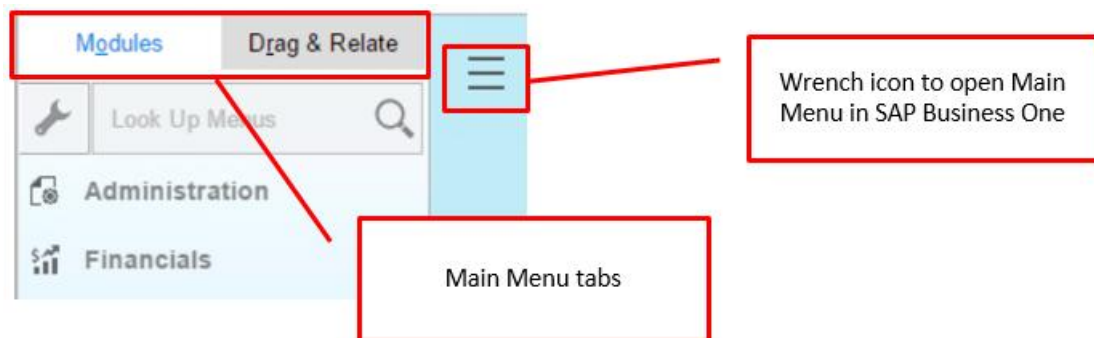 Modules Drag & Relate
Look Up Menus
Wrench icon to open Main
Menu in SAP Business One
Administration
Financials
Main Menu tabs